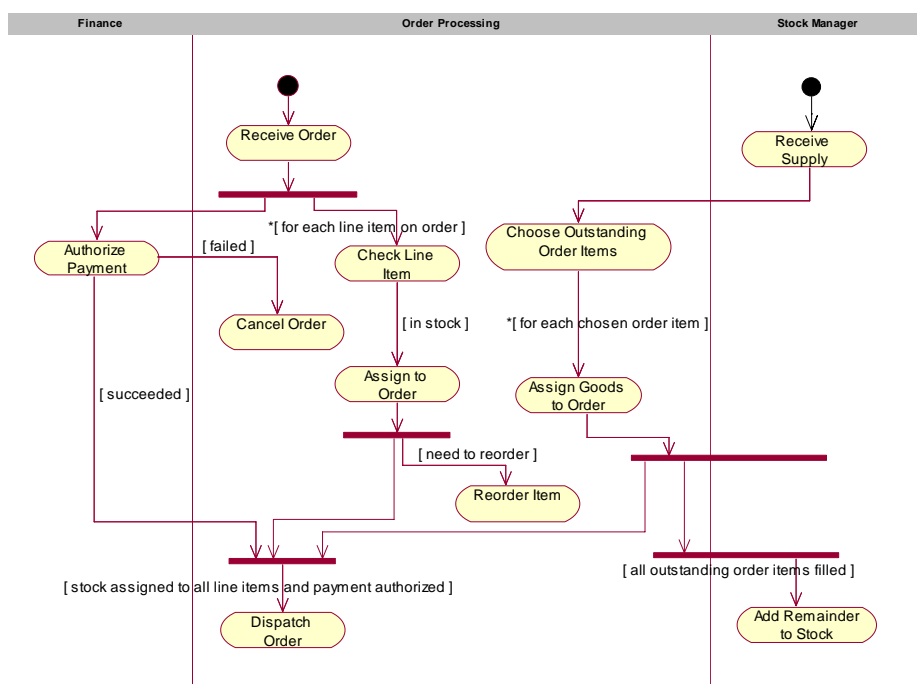 Finance
Order Processing
Stock Manager
Receive Order
Receive
Supply
*[ for each line item on order ]
Choose Outstanding
Order Items
Authorize
Payment
[ failed ]
Check Line
Item
Cancel Order
[ in stock ]
*[ for each chosen order item ]
[ succeeded ]
Assign to
Order
Assign Goods
to Order
[ need to reorder ]
Reorder Item
[ stock assigned to all line items and payment authorized ]
[ all outstanding order items filled ]
Dispatch
Order
Add Remainder
to Stock